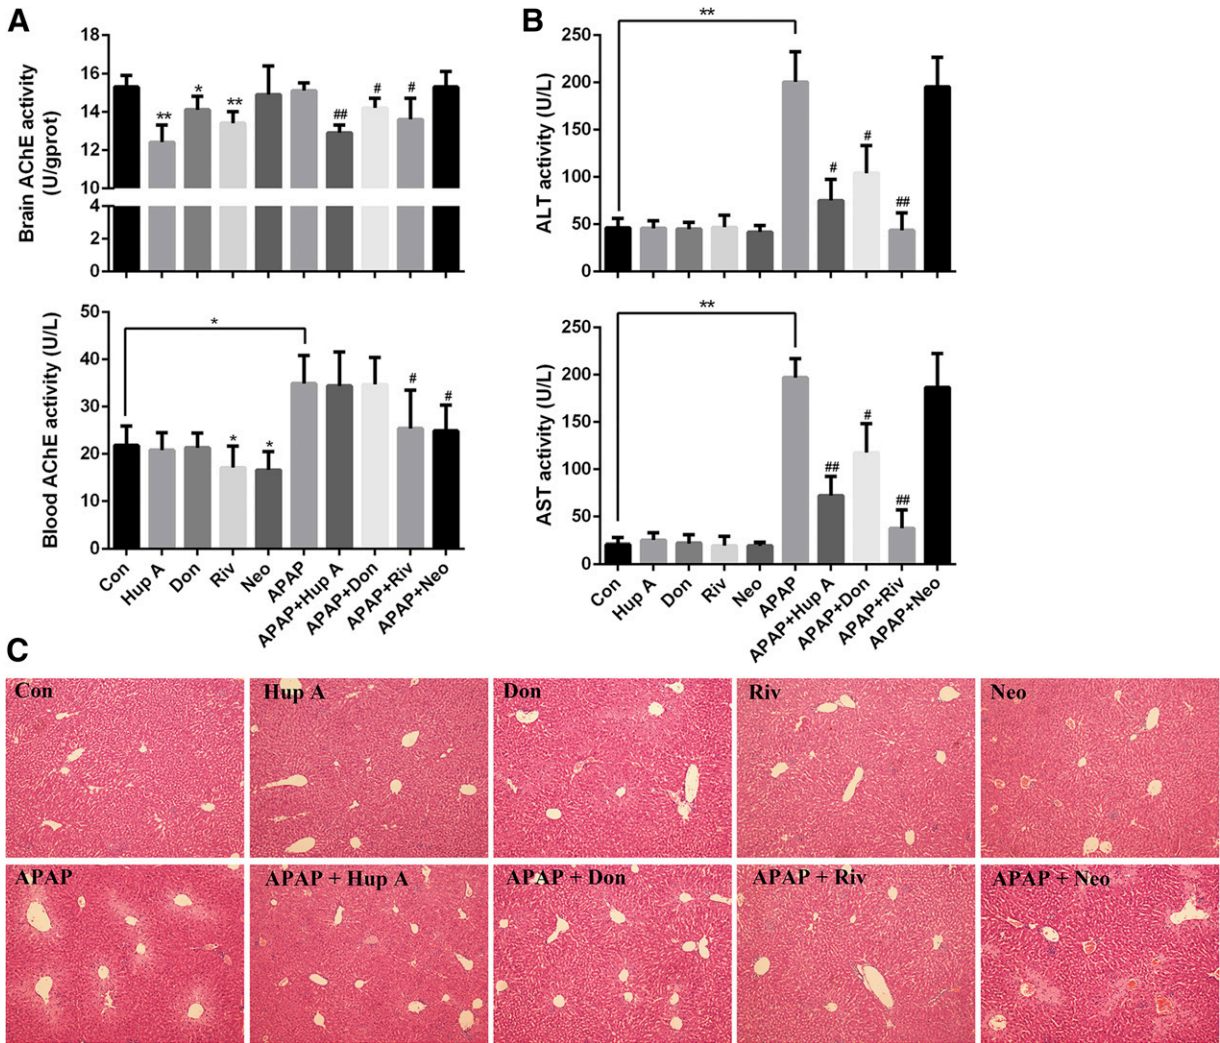 A
Brain AChE activity
(U/gprot)
18
16
14
12
10
4
2
0
**
*
**
##
#
#
Blood AChE activity (U/L)
50
40
30
20
10
0
*
*
*
#
#
Con
Hup A
Don
Riv
Neo
APAP
APAP+Hup A
APAP+Don
APAP+Riv
APAP+Neo
B
ALT activity (U/L)
250
200
150
100
50
0
**
#
#
##
AST activity (U/L)
250
200
150
100
50
0
**
##
#
##
Con
Hup A
Don
Riv
Neo
APAP
APAP+Hup A
APAP+Don
APAP+Riv
APAP+Neo
C
Con
Hup A
Don
Riv
Neo
APAP
APAP + Hup A
APAP + Don
APAP + Riv
APAP + Neo